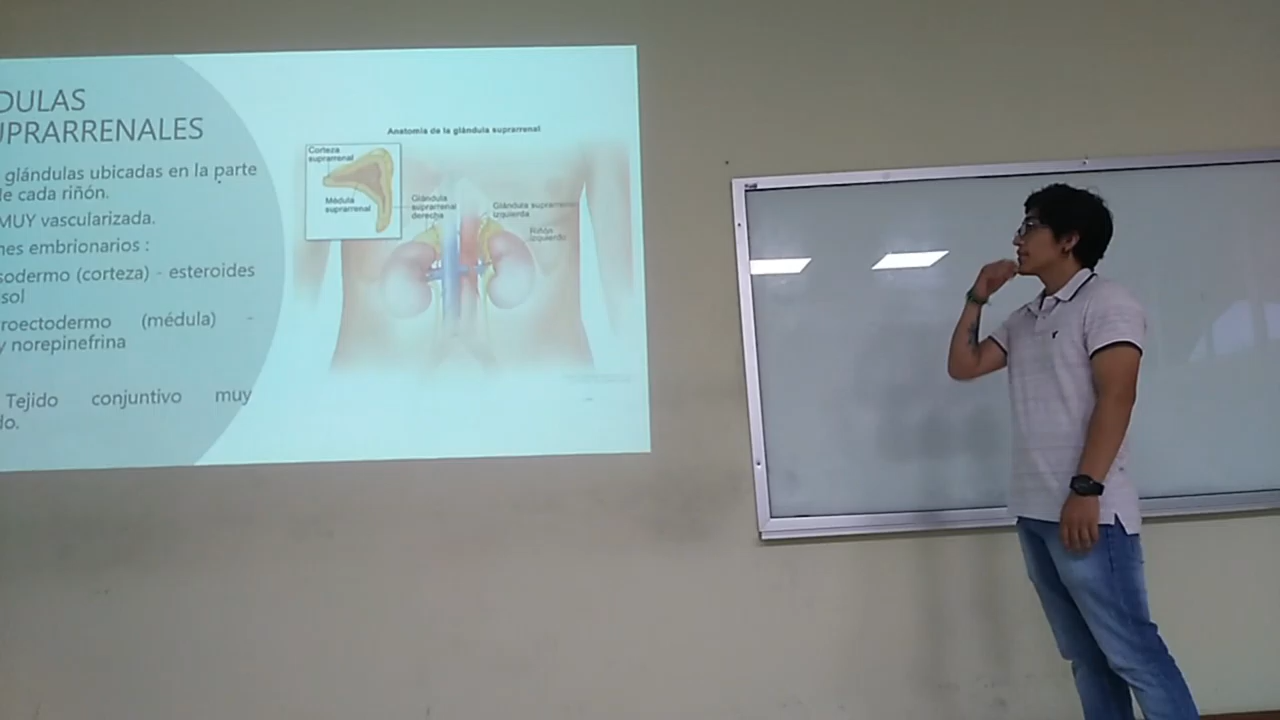 DULAS
UPRARRENALES
glándulas ubicadas en la parte
de cada riñón.
MUY vascularizada.
nes embrionarios :
sodermo (corteza) - esteroides
sol
roectodermo (médula) -
y norepinefrina
Tejido conjuntivo muy
do.
Anatomía de la glándula suprarrenal
Corteza
suprarrenal
Médula
suprarrenal
Glándula
suprarrenal
derecha
Glándula suprarrenal
izquierda
Riñón
izquierdo